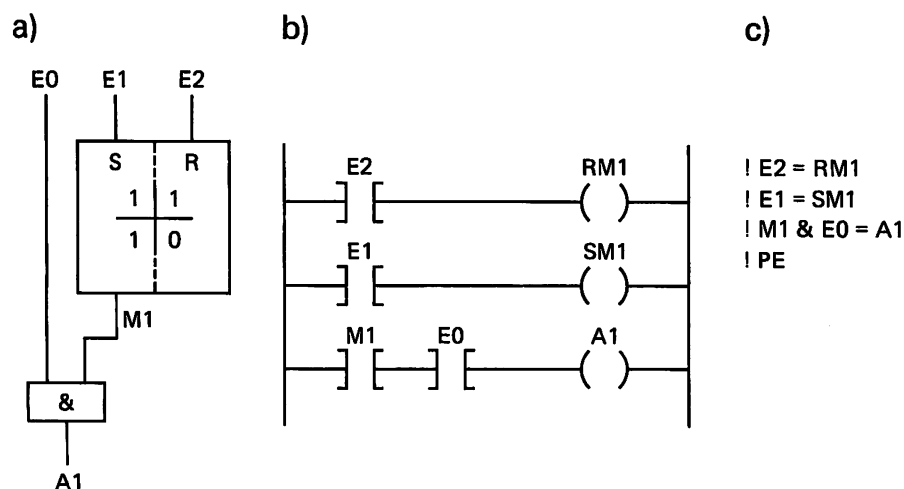 a)
E0 E1 E2
S R
1 1
1 0
M1
&
A1
b)
E2 RM1
E1 SM1
M1 E0 A1
c)
! E2 = RM1
! E1 = SM1
! M1 & E0 = A1
! PE